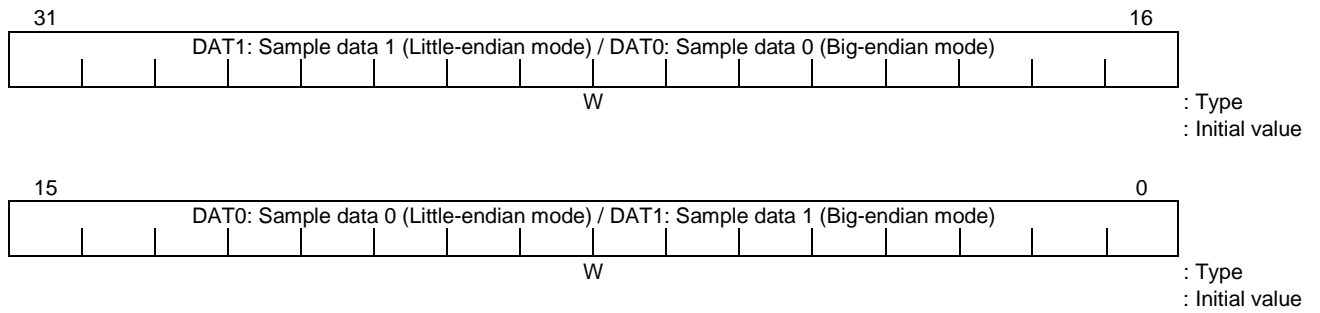 31 16
DAT1: Sample data 1 (Little-endian mode) / DAT0: Sample data 0 (Big-endian mode)
W : Type
: Initial value
15 0
DAT0: Sample data 0 (Little-endian mode) / DAT1: Sample data 1 (Big-endian mode)
W : Type
: Initial value